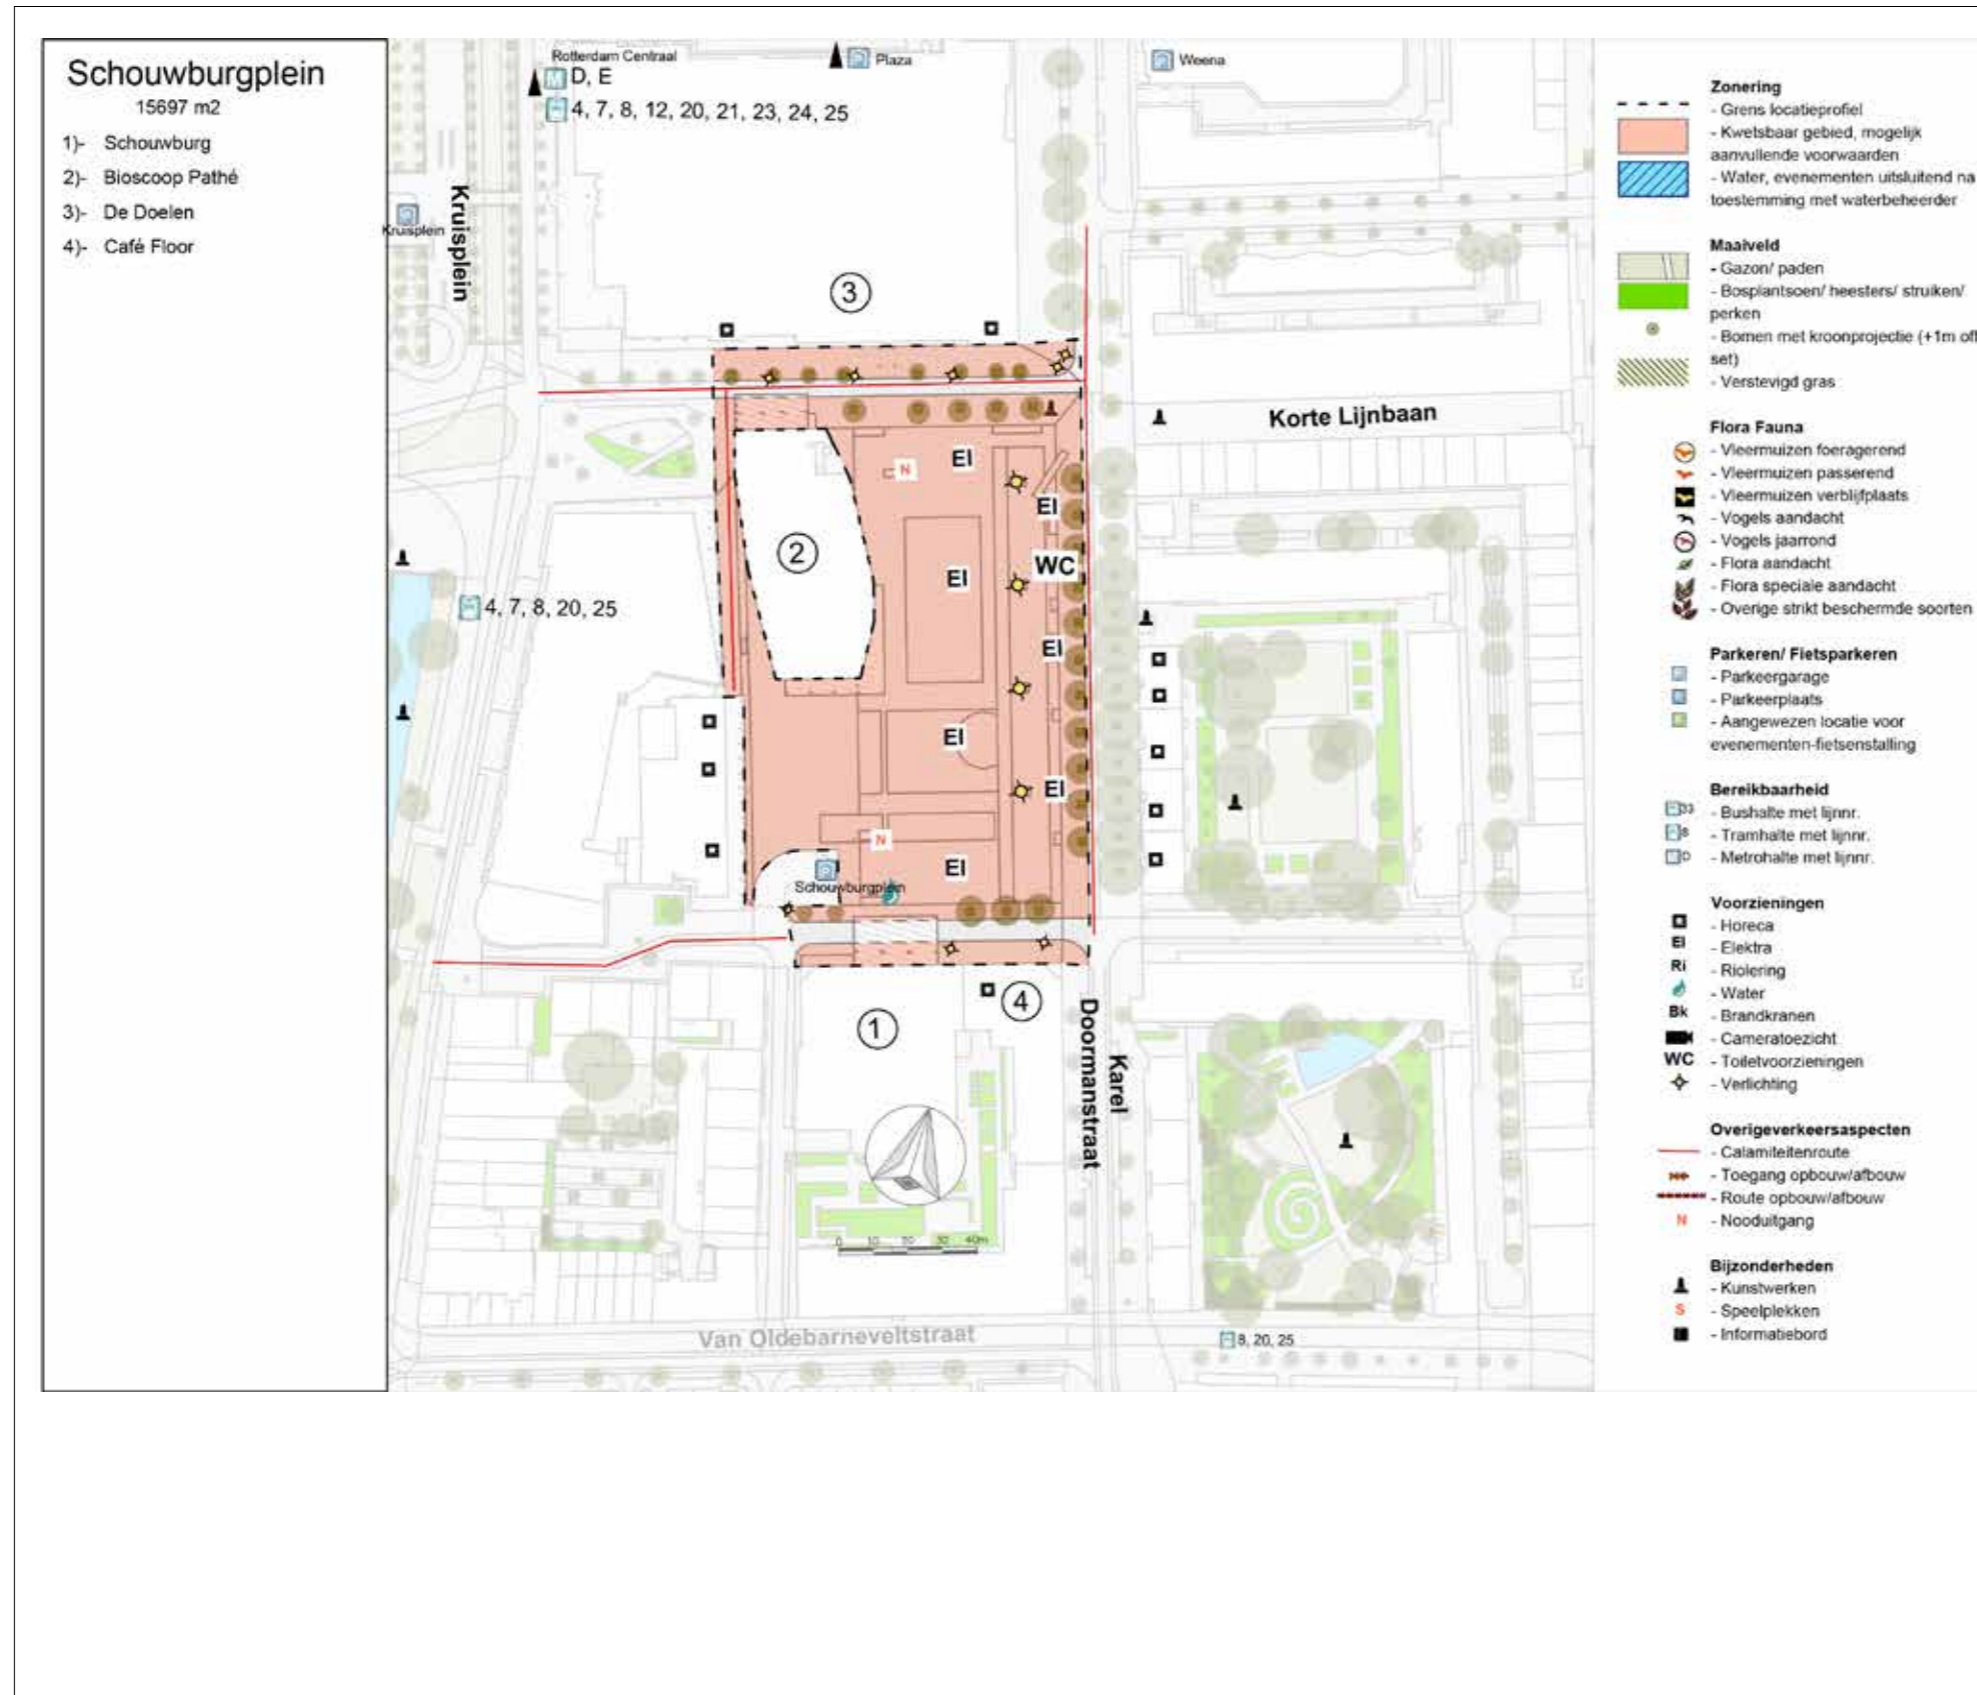 Schouwburgplein
15697 m2
1)- Schouwburg
2)- Bioscoop Pathé
3)- De Doelen
4)- Café Floor
Rotterdam Centraal
D, E
4, 7, 8, 12, 20, 21, 23, 24, 25
Plaza
Weena
Kruisplein
Kruisplein
3
Korte Lijnbaan
El
N
El
2
WC
El
4, 7, 8, 20, 25
El
El
El
N
El
Schouwburgplein
4
1
Karel
Doormanstraat
0 10 20 30 40m
Van Oldebarneveltstraat
8, 20, 25
Zonering
- Grens locatieprofiel
- Kwetsbaar gebied, mogelijk
aanvullende voorwaarden
- Water, evenementen uitsluitend na
toestemming met waterbeheerder
Maaiveld
- Gazon/ paden
- Bosplantsoen/ heesters/ struiken/
perken
- Bomen met kroonprojectie (+1m off
set)
- Verstevigd gras
Flora Fauna
- Vleermuizen foeragerend
- Vleermuizen passerend
- Vleermuizen verblijfplaats
- Vogels aandacht
- Vogels jaarrond
- Flora aandacht
- Flora speciale aandacht
- Overige strikt beschermde soorten
Parkeren/ Fietsparkeren
- Parkeergarage
- Parkeerplaats
- Aangewezen locatie voor
evenementen-fietsenstalling
Bereikbaarheid
33 - Bushalte met lijnnr.
8 - Tramhalte met lijnnr.
D - Metrohalte met lijnnr.
Voorzieningen
- Horeca
El - Elektra
Ri - Riolering
- Water
Bk - Brandkranen
- Cameratoezicht
WC - Toiletvoorzieningen
- Verlichting
Overigeverkeersaspecten
- Calamiteitenroute
- Toegang opbouw/afbouw
- Route opbouw/afbouw
N - Nooduitgang
Bijzonderheden
- Kunstwerken
S - Speelplekken
- Informatiebord